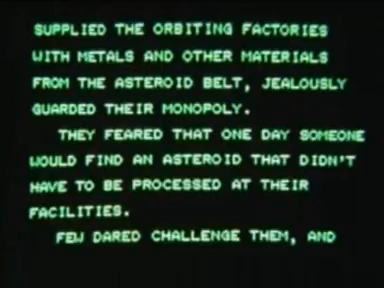 SUPPLIED THE ORBITING FACTORIES
WITH METALS AND OTHER MATERIALS
FROM THE ASTEROID BELT, JEALOUSLY
GUARDED THEIR MONOPOLY.
THEY FEARED THAT ONE DAY SOMEONE
WOULD FIND AN ASTEROID THAT DIDN'T
HAVE TO BE PROCESSED AT THEIR
FACILITIES.
FEW DARED CHALLENGE THEM, AND